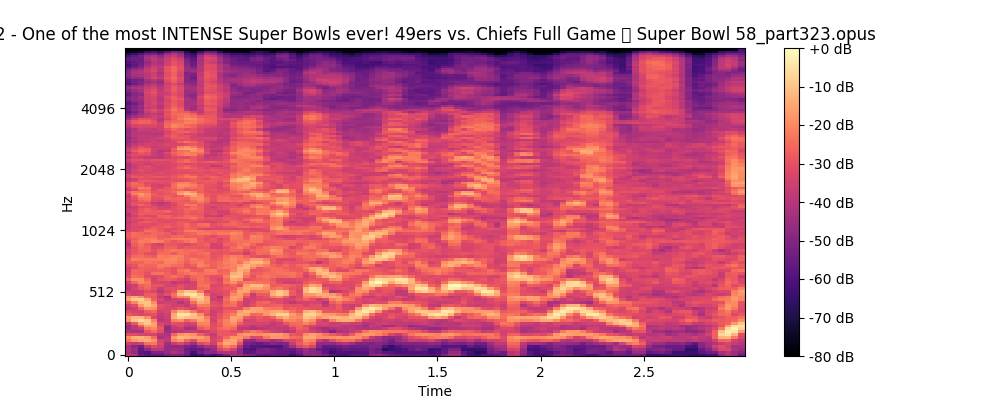 2 - One of the most INTENSE Super Bowls ever! 49ers vs. Chiefs Full Game Super Bowl 58_part323.opus
+0 dB
-10 dB
-20 dB
-30 dB
-40 dB
-50 dB
-60 dB
-70 dB
-80 dB
4096
2048
1024
512
0
Hz
0 0.5 1 1.5 2 2.5
Time